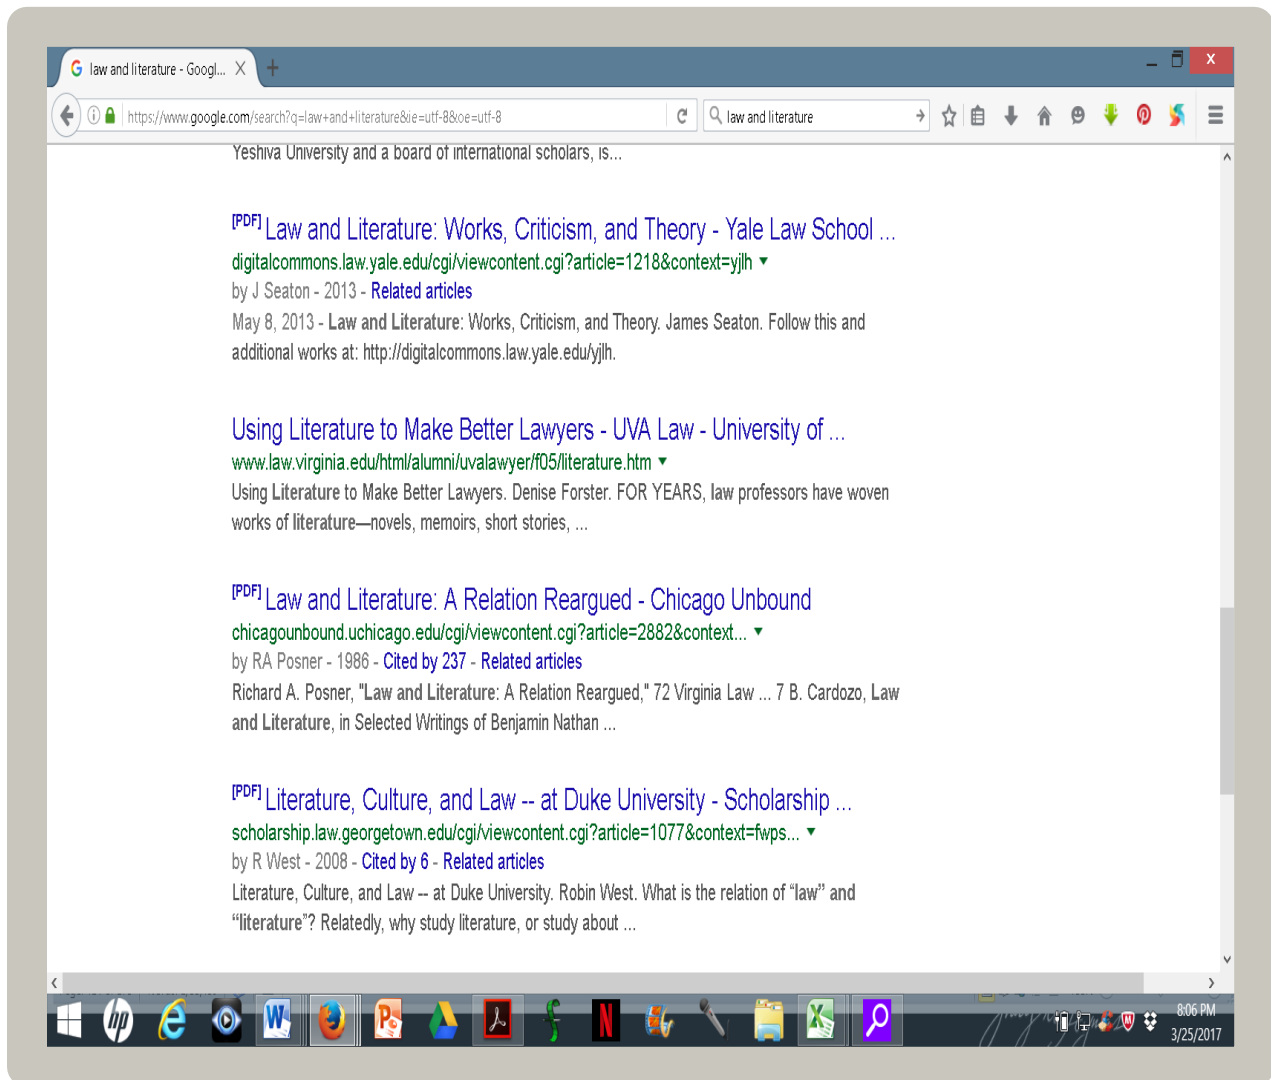 law and literature - Googl...
https://www.google.com/search?q=law+and+literature&ie=utf-8&oe=utf-8
law and literature
Yeshiva University and a board of international scholars, is...
[PDF] Law and Literature: Works, Criticism, and Theory - Yale Law School ...
digitalcommons.law.yale.edu/cgi/viewcontent.cgi?article=1218&context=yjlh
by J Seaton - 2013 - Related articles
May 8, 2013 - Law and Literature: Works, Criticism, and Theory. James Seaton. Follow this and
additional works at: http://digitalcommons.law.yale.edu/yjlh.
Using Literature to Make Better Lawyers - UVA Law - University of ...
www.law.virginia.edu/html/alumni/uvalawyer/f05/literature.htm
Using Literature to Make Better Lawyers. Denise Forster. FOR YEARS, law professors have woven
works of literature—novels, memoirs, short stories, ...
[PDF] Law and Literature: A Relation Reargued - Chicago Unbound
chicagounbound.uchicago.edu/cgi/viewcontent.cgi?article=2882&context...
by RA Posner - 1986 - Cited by 237 - Related articles
Richard A. Posner, "Law and Literature: A Relation Reargued," 72 Virginia Law ... 7 B. Cardozo, Law
and Literature, in Selected Writings of Benjamin Nathan ...
[PDF] Literature, Culture, and Law -- at Duke University - Scholarship ...
scholarship.law.georgetown.edu/cgi/viewcontent.cgi?article=1077&context=fwps...
by R West - 2008 - Cited by 6 - Related articles
Literature, Culture, and Law -- at Duke University. Robin West. What is the relation of “law” and
“literature”? Relatedly, why study literature, or study about ...
8:06 PM
3/25/2017